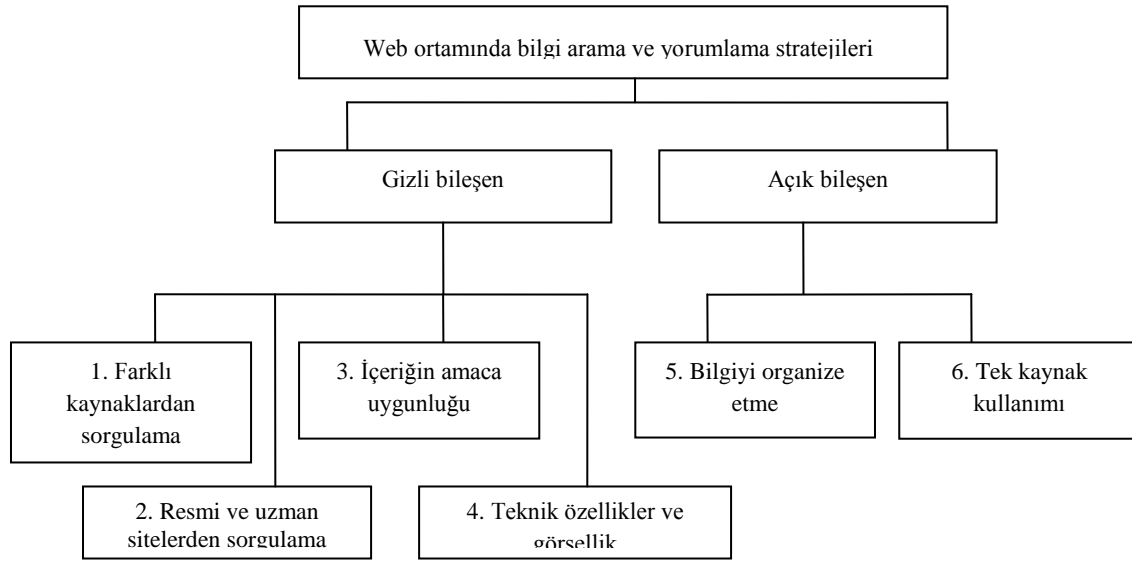 Web ortamında bilgi arama ve yorumlama stratejileri
Gizli bileşen
Açık bileşen
1. Farklı
kaynaklardan
sorgulama
3. İçeriğin amaca
uygunluğu
5. Bilgiyi organize
etme
6. Tek kaynak
kullanımı
2. Resmi ve uzman
sitelerden sorgulama
4. Teknik özellikler ve
görsellik